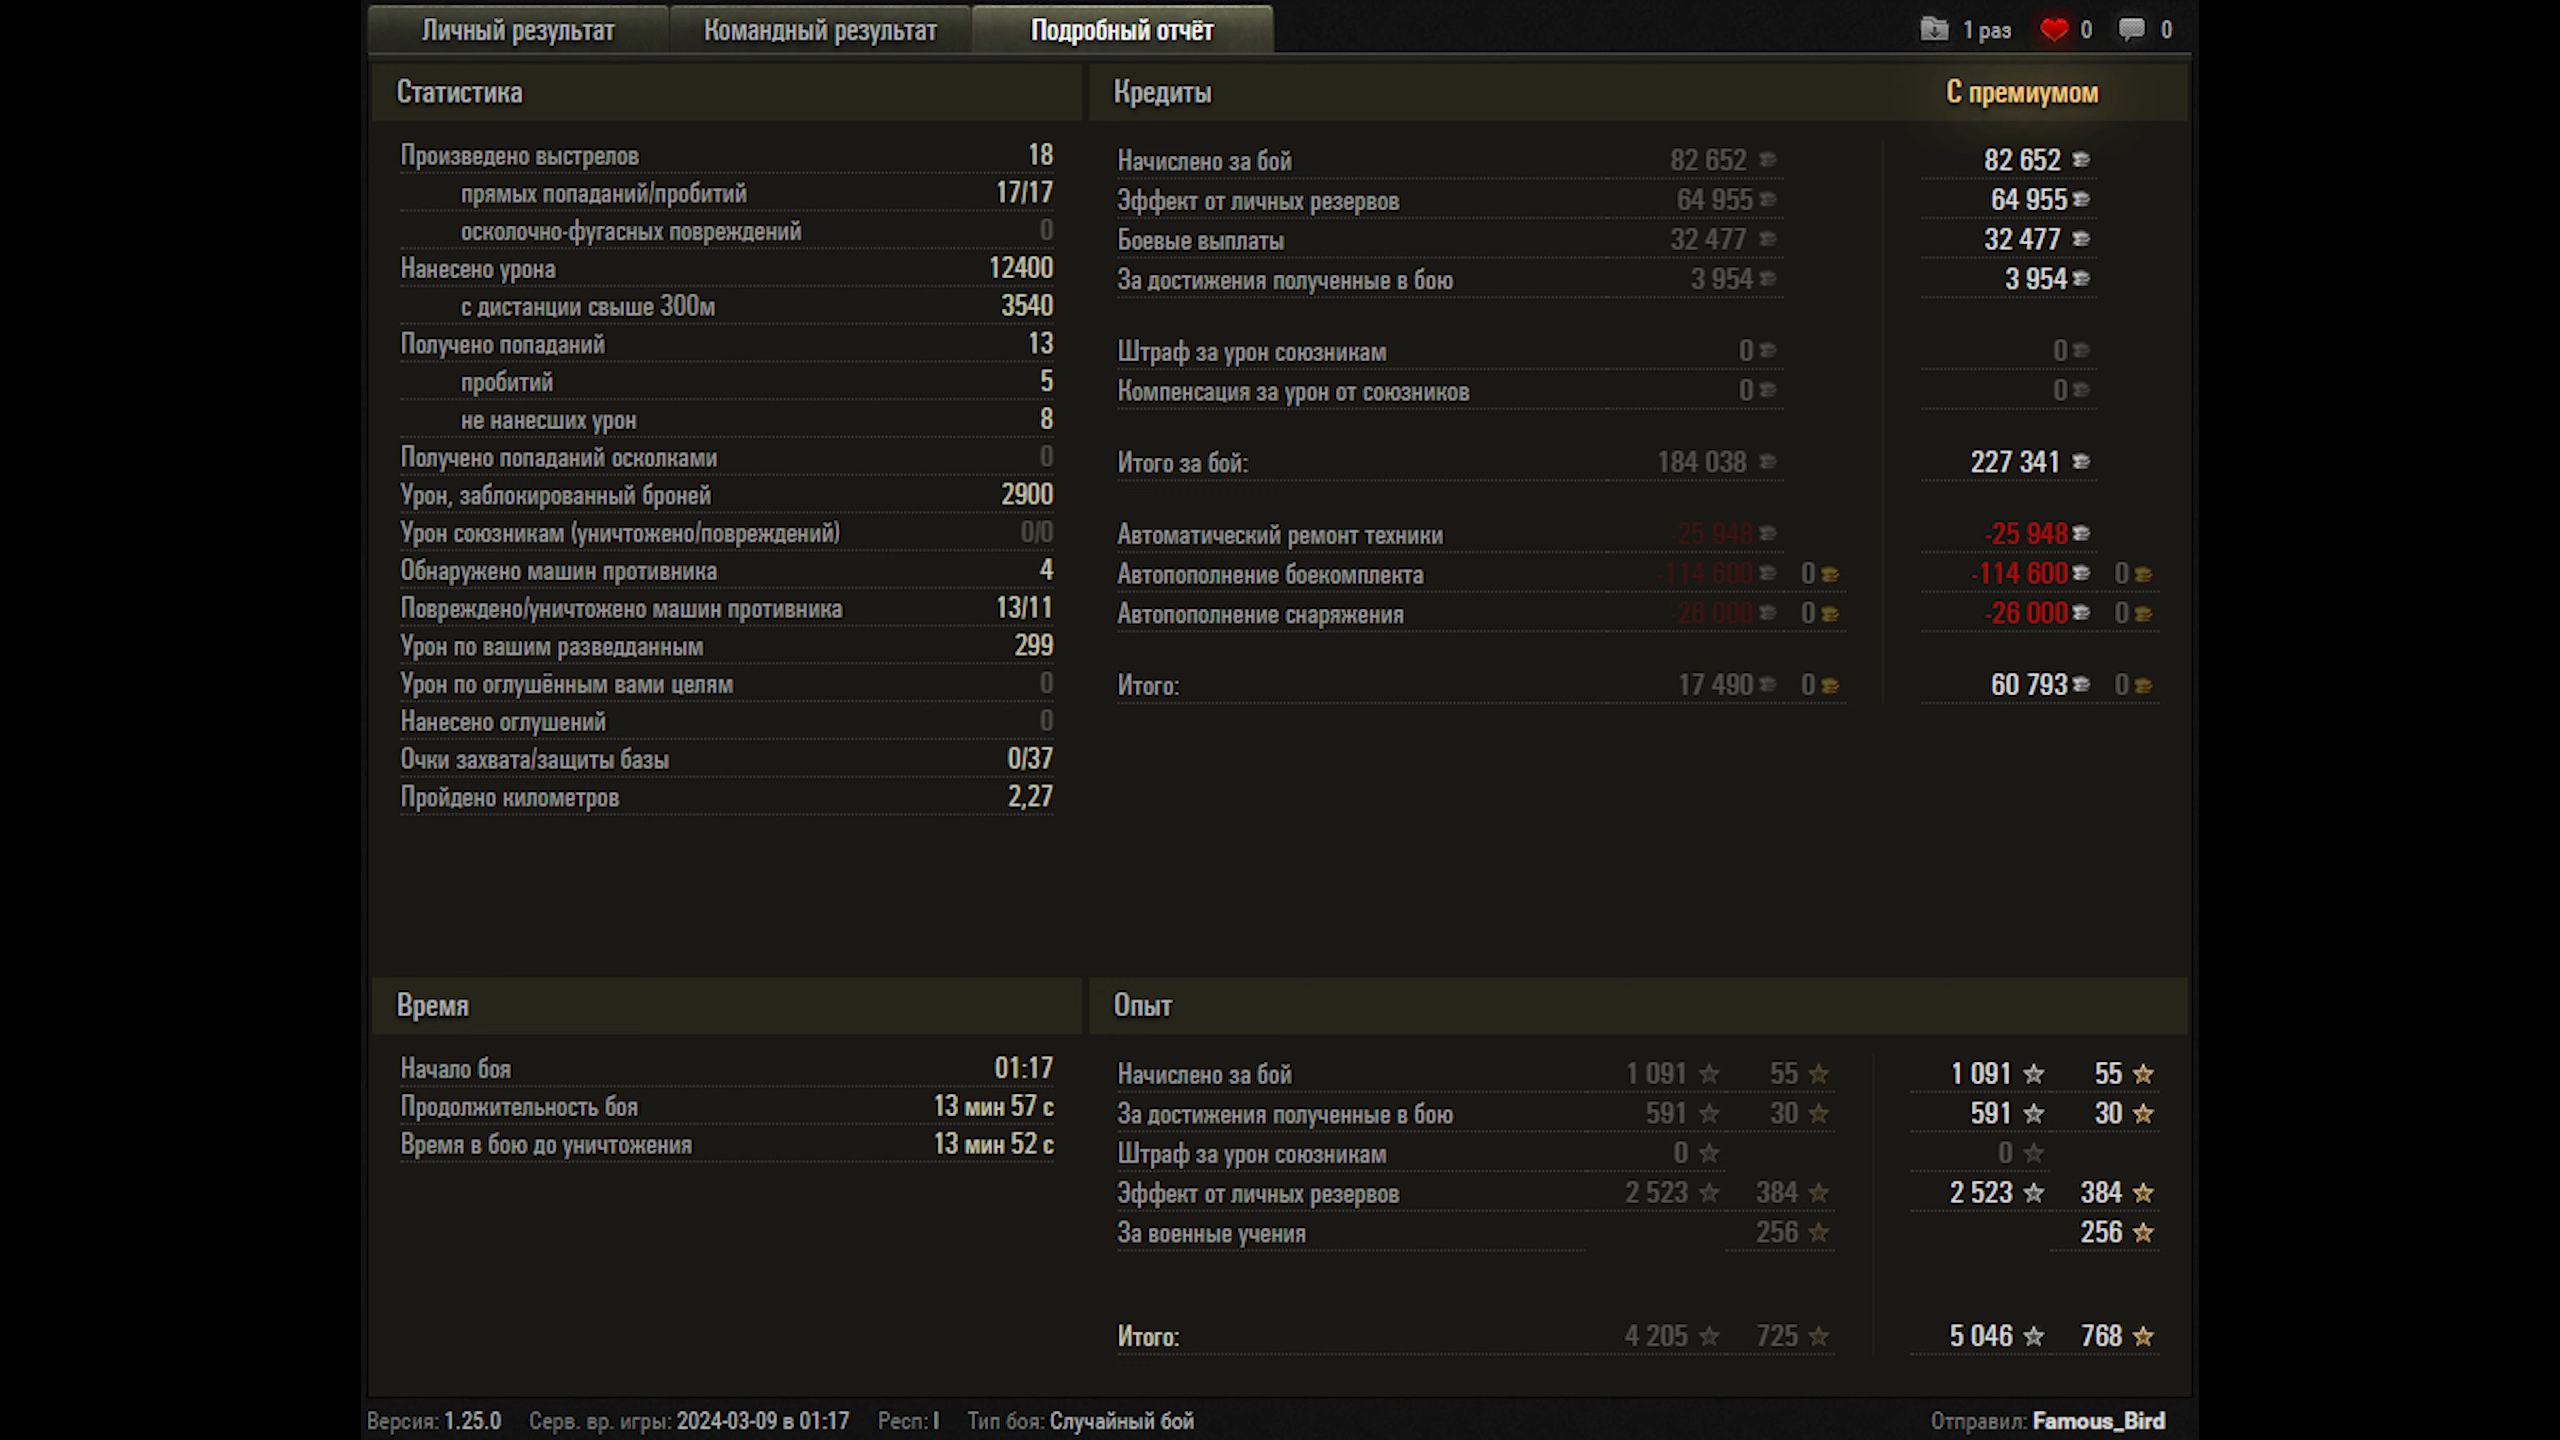 Личный результат Командный результат Подробный отчёт 1 раз 0 0
Статистика
Произведено выстрелов 18
прямых попаданий/пробитий 17/17
осколочно-фугасных повреждений 0
Нанесено урона 12400
с дистанции свыше 300м 3540
Получено попаданий 13
пробитий 5
не нанесших урон 8
Получено попаданий осколками 0
Урон, заблокированный броней 2900
Урон союзникам (уничтожено/повреждений) 0/0
Обнаружено машин противника 4
Повреждено/уничтожено машин противника 13/11
Урон по вашим разведданным 299
Урон по оглушённым вами целям 0
Нанесено оглушений 0
Очки захвата/защиты базы 0/37
Пройдено километров 2,27
Кредиты С премиумом
Начислено за бой 82 652 82 652
Эффект от личных резервов 64 955 64 955
Боевые выплаты 32 477 32 477
За достижения полученные в бою 3 954 3 954
Штраф за урон союзникам 0 0
Компенсация за урон от союзников 0 0
Итого за бой: 184 038 227 341
Автоматический ремонт техники -25 948 -25 948
Автопополнение боекомплекта -114 600 0 -114 600 0
Автопополнение снаряжения -26 000 0 -26 000 0
Итого: 17 490 0 60 793 0
Время
Начало боя 01:17
Продолжительность боя 13 мин 57 с
Время в бою до уничтожения 13 мин 52 с
Опыт
Начислено за бой 1 091 55 1 091 55
За достижения полученные в бою 591 30 591 30
Штраф за урон союзникам 0 0
Эффект от личных резервов 2 523 384 2 523 384
За военные учения 256 256
Итого: 4 205 725 5 046 768
Версия: 1.25.0 Серв. вр. игры: 2024-03-09 в 01:17 Респ: I Тип боя: Случайный бой Отправил: Famous_Bird